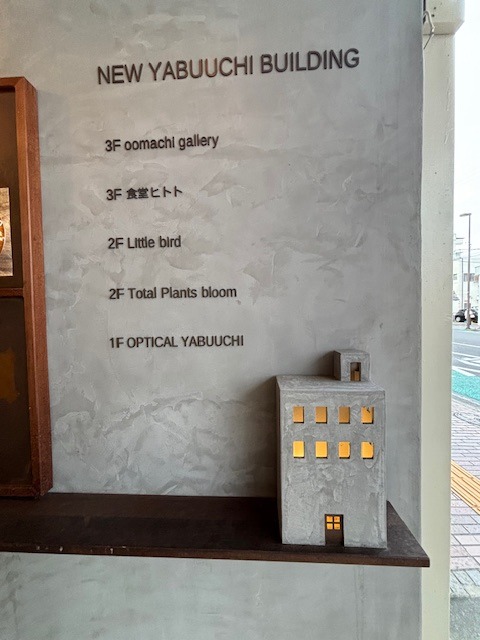 NEW YABUUCHI BUILDING
3F oomachi gallery
3F 食堂ヒトト
2F Little bird
2F Total Plants bloom
1F OPTICAL YABUUCHI